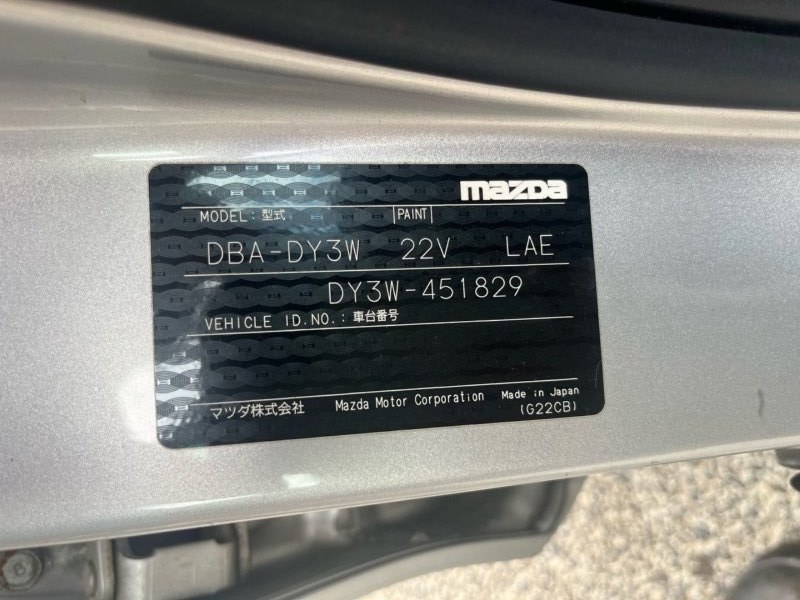 mazda
MODEL: 型式 |PAINT|
DBA-DY3W 22V LAE
DY3W-451829
VEHICLE ID.NO.: 車台番号
マツダ株式会社 Mazda Motor Corporation Made in Japan
(G22CB)